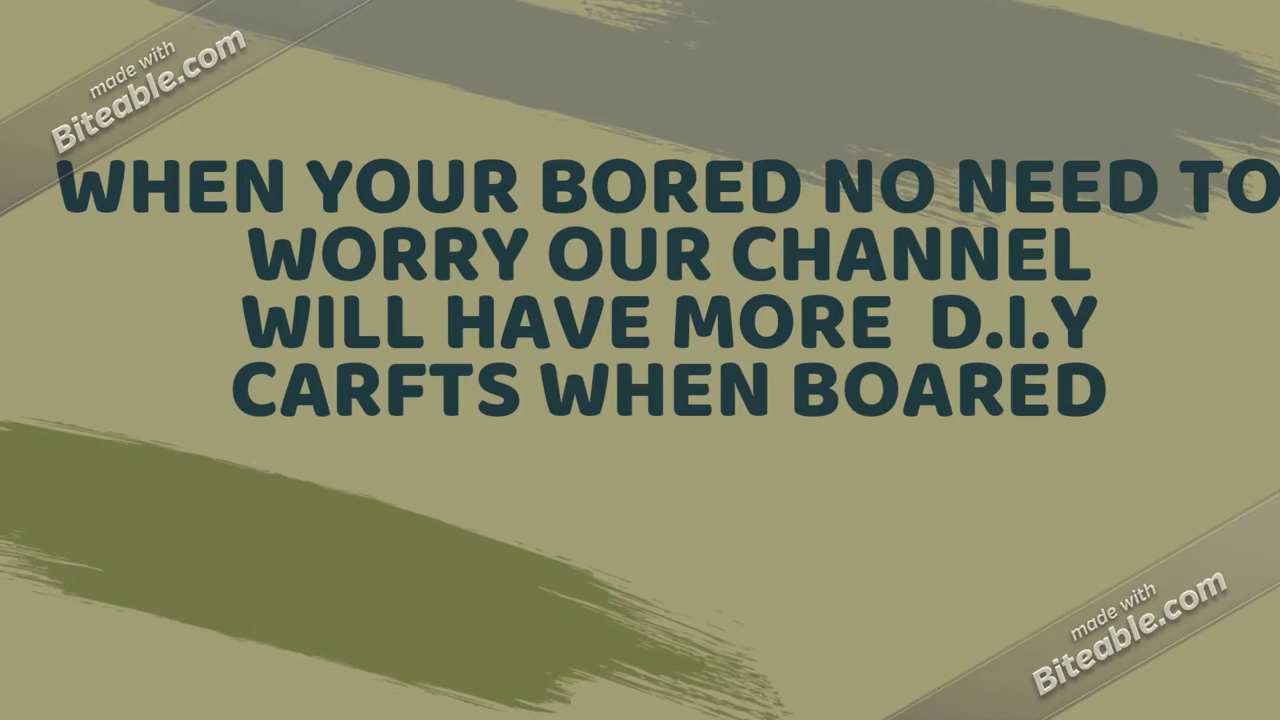 made with
Biteable.com
WHEN YOUR BORED NO NEED TO
WORRY OUR CHANNEL
WILL HAVE MORE D.I.Y
CARFTS WHEN BOARED
made with
Biteable.com